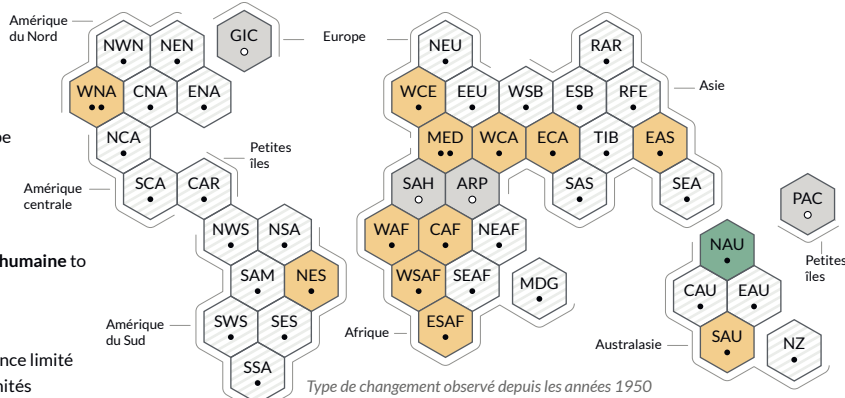 Amérique
du Nord
GIC
Europe
NWN NEN
NEU
RAR
WNA CNA ENA
WCE EEU WSB ESB RFE
Asie
NCA
MED WCA ECA TIB EAS
Petites
îles
Amérique
centrale
SCA CAR
SAH ARP
SAS
SEA
PAC
NWS NSA
WAF CAF NEAF
NAU
humaine to
SAM NES
WSAF SEAF
MDG
Petites
îles
CAU EAU
Amérique
du Sud
SWS SES
Afrique
ESAF
Australasie
SAU
NZ
nce limité
SSA
nités
Type de changement observé depuis les années 1950